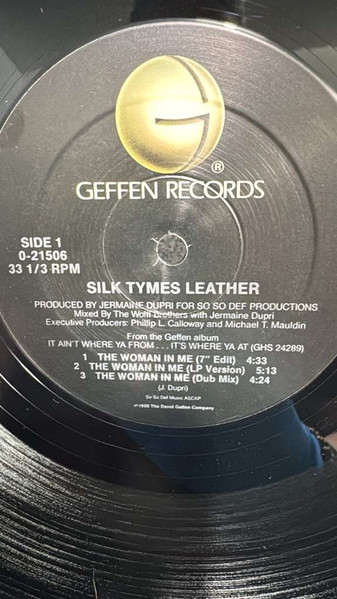 G
®
GEFFEN RECORDS
SIDE 1
0-21506
33 1/3 RPM
SILK TYMES LEATHER
PRODUCED BY JERMAINE DUPRI FOR SO SO DEF PRODUCTIONS
Mixed By The Wolff Brothers with Jermaine Dupri
Executive Producers: Phillip L. Calloway and Michael T. Mauldin
From the Geffen album
IT AIN'T WHERE YA FROM . . . IT'S WHERE YA AT (GHS 24289)
1 THE WOMAN IN ME (7" Edit) 4:33
2 THE WOMAN IN ME (LP Version) 5:13
3 THE WOMAN IN ME (Dub Mix) 4:24
(J. Dupri)
So So Def Music ASCAP
The David Geffen Company